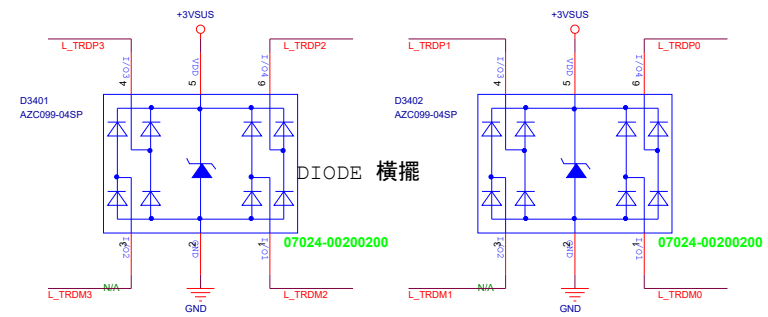 +3VSUS +3VSUS
L_TRDP3 L_TRDP2 L_TRDP1 L_TRDP0
I/O3 VDD I/O4 I/O3 VDD I/O4
4 5 6 4 5 6
D3401 D3402
AZC099-04SP AZC099-04SP
DIODE 橫擺
3 2 1 3 2 1
I/O2 GND I/O1 I/O2 GND I/O1
07024-00200200 07024-00200200
N/A N/A
L_TRDM3 L_TRDM2 L_TRDM1 L_TRDM0
GND GND